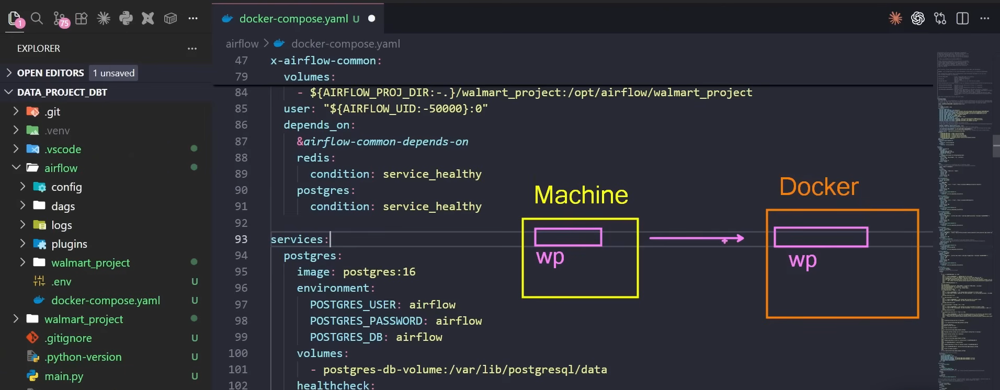 1
75
docker-compose.yaml U
EXPLORER
airflow > docker-compose.yaml
OPEN EDITORS 1 unsaved
DATA_PROJECT_DBT
.git
.venv
.vscode
airflow
config
dags
logs
plugins
walmart_project
.env U
docker-compose.yaml U
walmart_project
.gitignore U
.python-version U
main.py U
47 x-airflow-common:
79 volumes:
84 - ${AIRFLOW_PROJ_DIR:-.}/walmart_project:/opt/airflow/walmart_project
85 user: "${AIRFLOW_UID:-50000}:0"
86 depends_on:
87 &airflow-common-depends-on
88 redis:
89 condition: service_healthy
90 postgres:
91 condition: service_healthy
92
93 services:
94 postgres:
95 image: postgres:16
96 environment:
97 POSTGRES_USER: airflow
98 POSTGRES_PASSWORD: airflow
99 POSTGRES_DB: airflow
100 volumes:
101 - postgres-db-volume:/var/lib/postgresql/data
102 healthcheck:
Machine
wp
Docker
wp